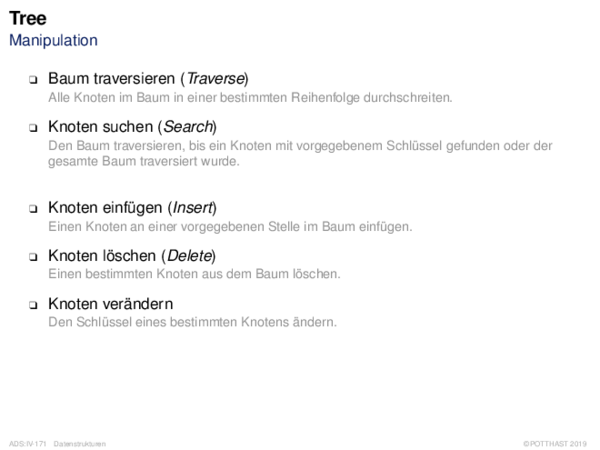 Tree
Manipulation
❑ Baum traversieren (Traverse)
Alle Knoten im Baum in einer bestimmten Reihenfolge durchschreiten.
❑ Knoten suchen (Search)
Den Baum traversieren, bis ein Knoten mit vorgegebenem Schlüssel gefunden oder der
gesamte Baum traversiert wurde.
❑ Knoten einfügen (Insert)
Einen Knoten an einer vorgegebenen Stelle im Baum einfügen.
❑ Knoten löschen (Delete)
Einen bestimmten Knoten aus dem Baum löschen.
❑ Knoten verändern
Den Schlüssel eines bestimmten Knotens ändern.
ADS:IV-171 Datenstrukturen ©POTTHAST 2019